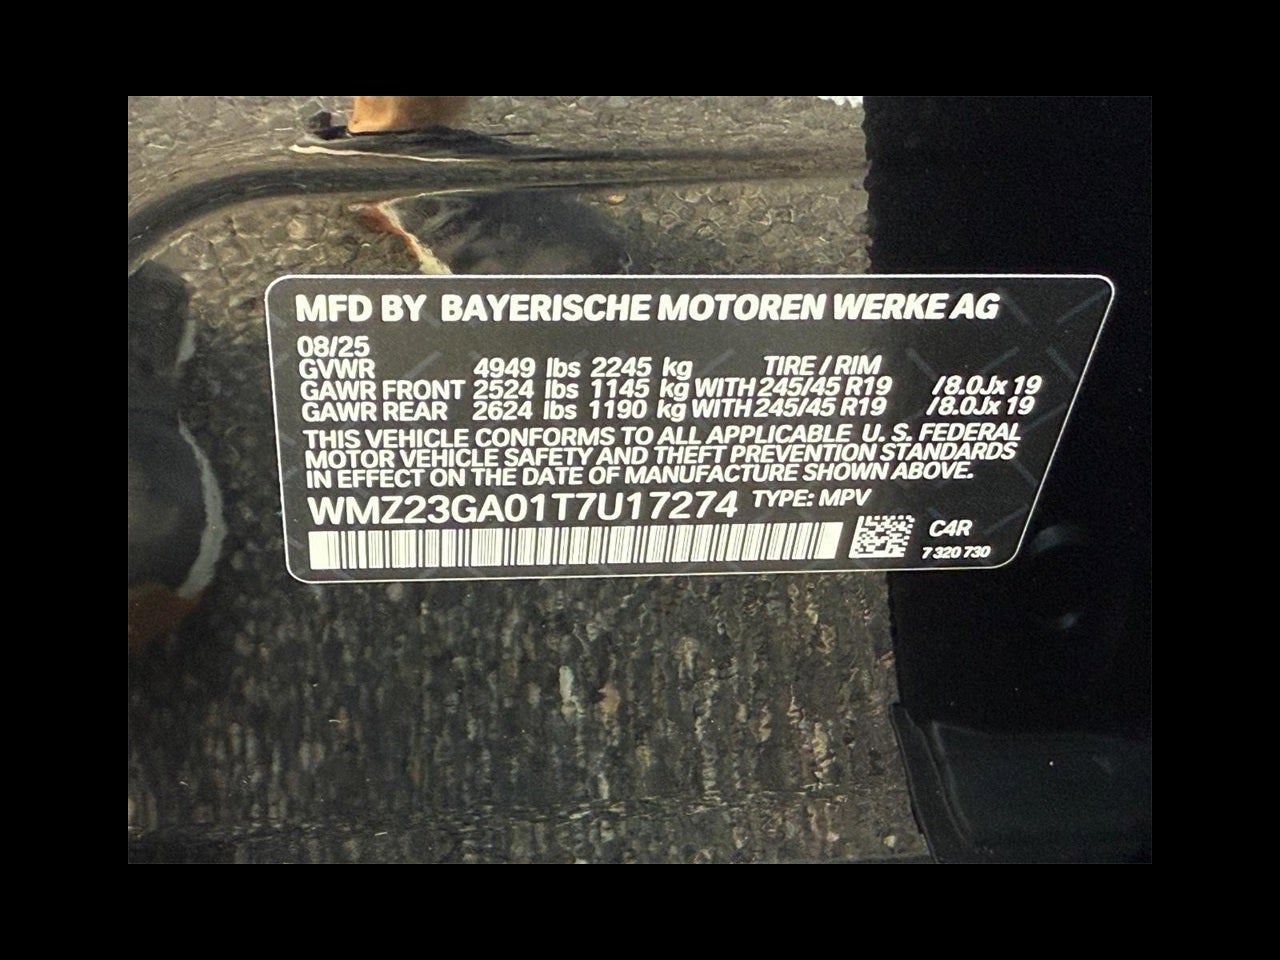 MFD BY BAYERISCHE MOTOREN WERKE AG
08/25
GVWR 4949 lbs 2245 kg TIRE / RIM
GAWR FRONT 2524 lbs 1145 kg WITH 245/45 R19 /8.0Jx 19
GAWR REAR 2624 lbs 1190 kg WITH 245/45 R19 /8.0Jx 19
THIS VEHICLE CONFORMS TO ALL APPLICABLE U. S. FEDERAL
MOTOR VEHICLE SAFETY AND THEFT PREVENTION STANDARDS
IN EFFECT ON THE DATE OF MANUFACTURE SHOWN ABOVE.
WMZ23GA01T7U17274 TYPE: MPV
C4R
7 320 730